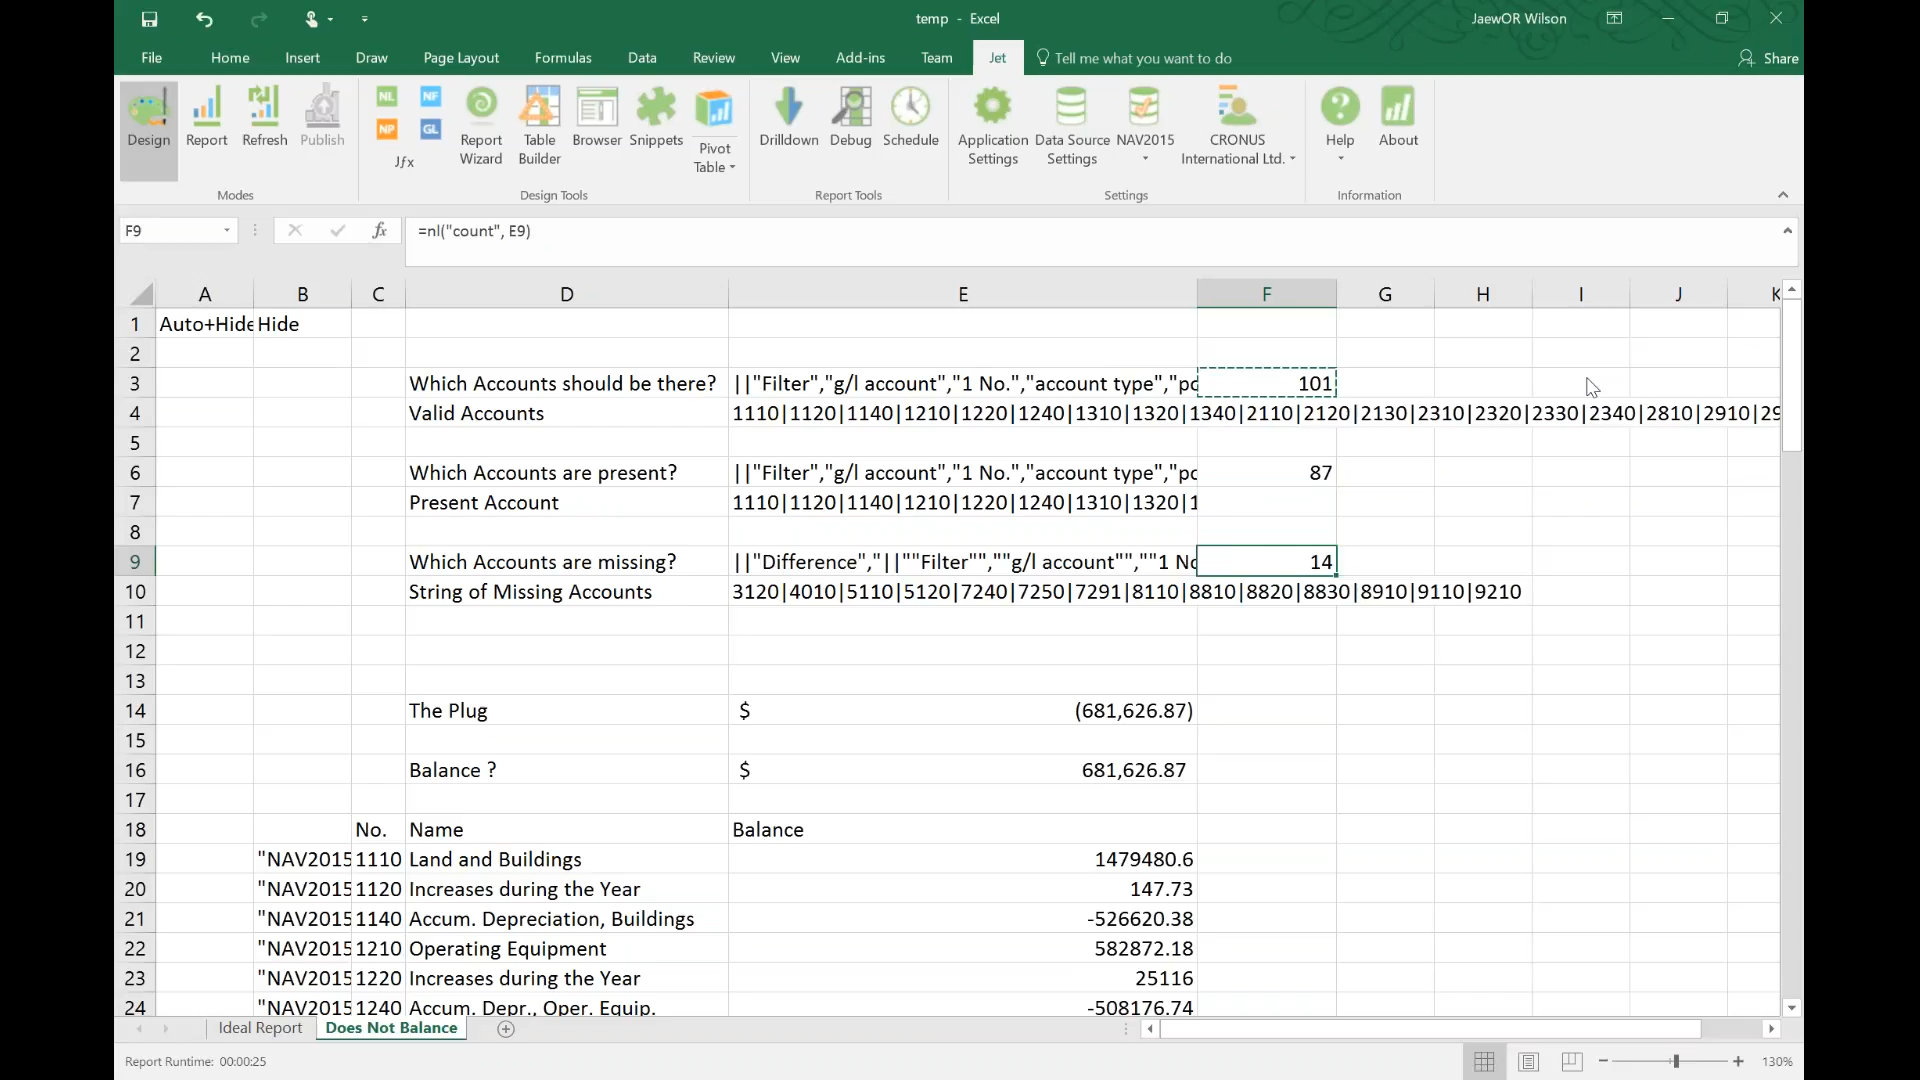 temp - Excel
JaewOR Wilson
File Home Insert Draw Page Layout Formulas Data Review View Add-ins Team Jet Tell me what you want to do Share
NL NF NP GL
Design Report Refresh Publish Jƒx Report Wizard Table Builder Browser Snippets Pivot Table Drilldown Debug Schedule Application Settings Data Source Settings NAV2015 CRONUS International Ltd. Help About
Modes Design Tools Report Tools Settings Information
F9 fx =nl("count", E9)
A B C D E F G H I J K
1 Auto+Hide Hide
2
3 Which Accounts should be there? ||"Filter","g/l account","1 No.","account type","po 101
4 Valid Accounts 1110|1120|1140|1210|1220|1240|1310|1320|1340|2110|2120|2130|2310|2320|2330|2340|2810|2910|29
5
6 Which Accounts are present? ||"Filter","g/l account","1 No.","account type","po 87
7 Present Account 1110|1120|1140|1210|1220|1240|1310|1320|1
8
9 Which Accounts are missing? ||"Difference","||""Filter"",""g/l account"",""1 No 14
10 String of Missing Accounts 3120|4010|5110|5120|7240|7250|7291|8110|8810|8820|8830|8910|9110|9210
11
12
13
14 The Plug $ (681,626.87)
15
16 Balance ? $ 681,626.87
17
18 No. Name Balance
19 "NAV2015 1110 Land and Buildings 1479480.6
20 "NAV2015 1120 Increases during the Year 147.73
21 "NAV2015 1140 Accum. Depreciation, Buildings -526620.38
22 "NAV2015 1210 Operating Equipment 582872.18
23 "NAV2015 1220 Increases during the Year 25116
24 "NAV2015 1240 Accum. Depr., Oper. Equip. -508176.74
Ideal Report Does Not Balance
Report Runtime: 00:00:25 130%